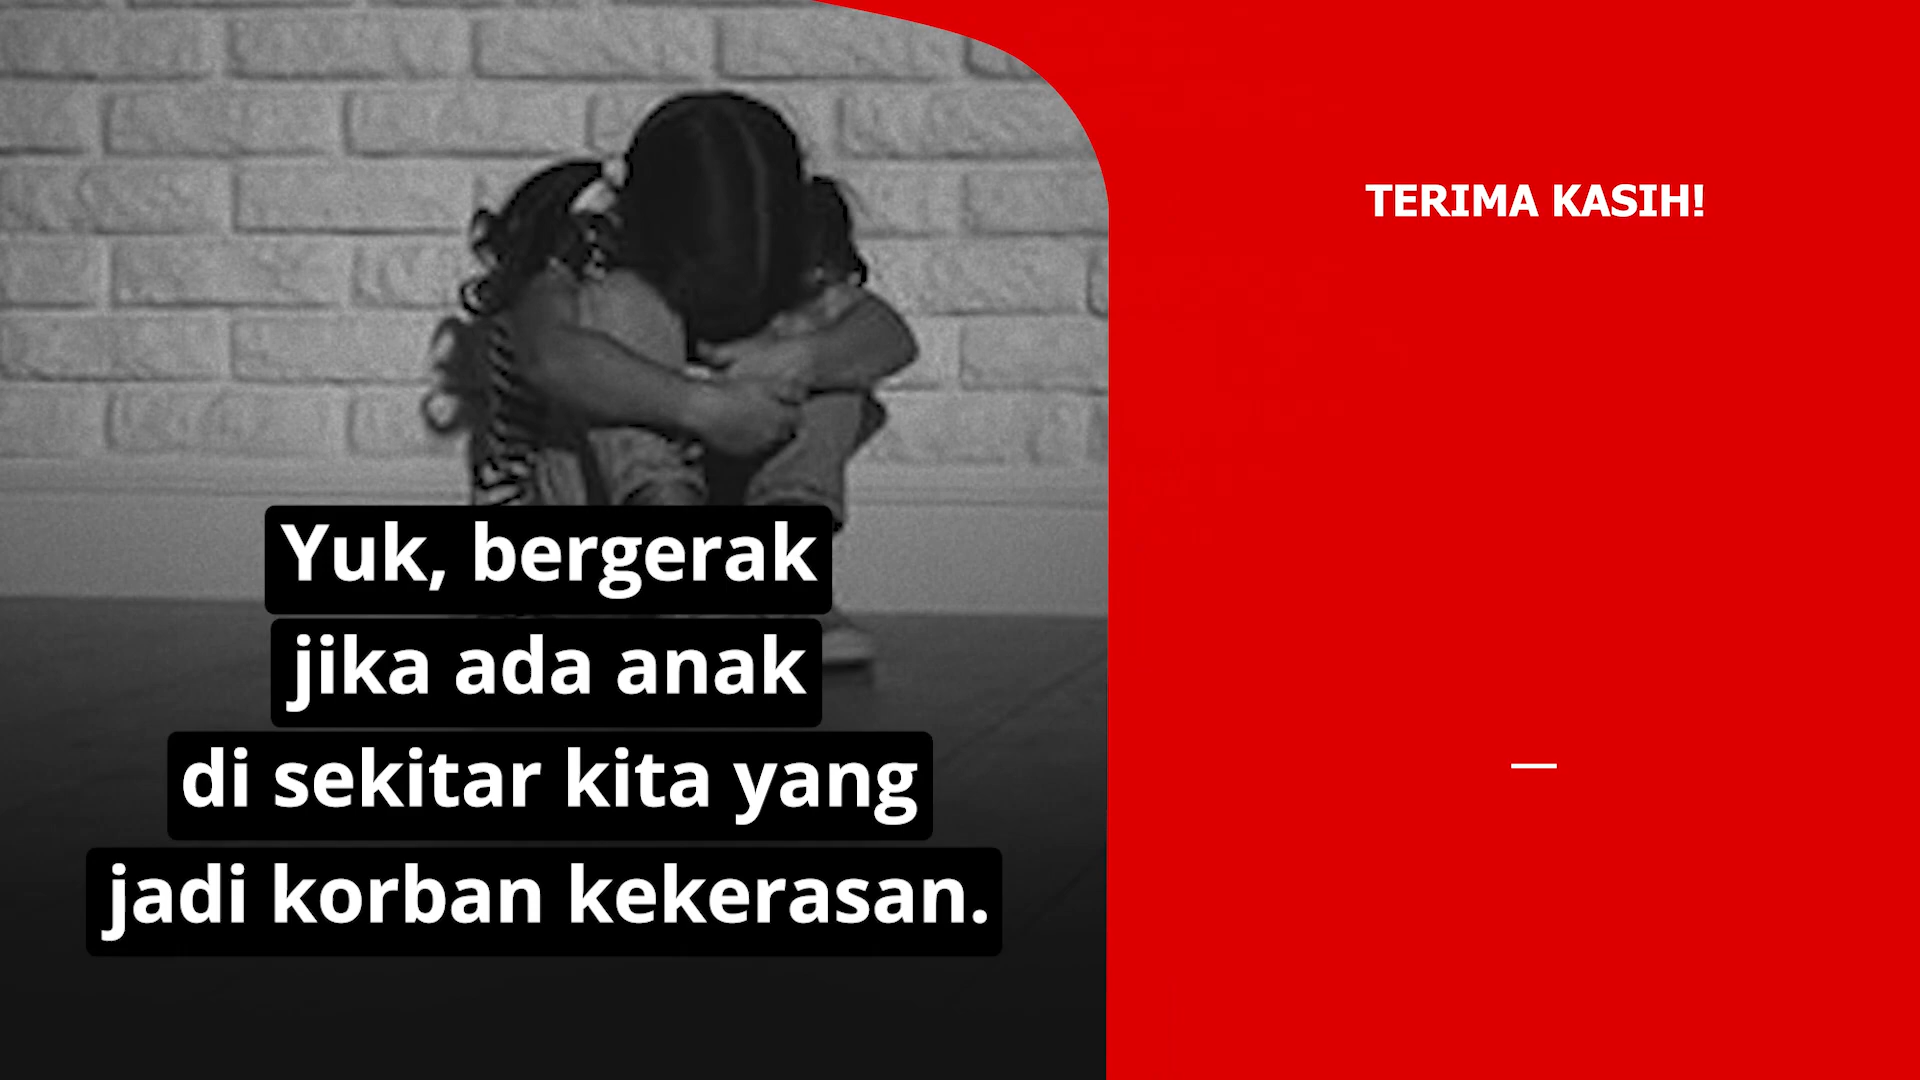 Yuk, bergerak
jika ada anak
di sekitar kita yang
jadi korban kekerasan.
TERIMA KASIH!
—